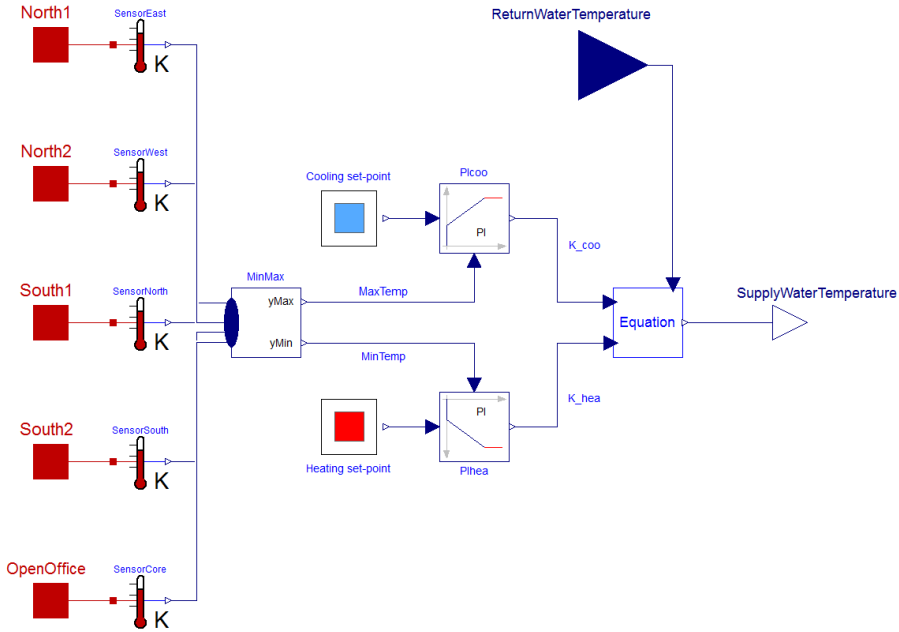 North1
SensorEast
K
ReturnWaterTemperature
North2
SensorWest
K
Cooling set-point
PIcoo
PI
K_coo
South1
SensorNorth
K
MinMax
yMax
yMin
MaxTemp
MinTemp
Equation
SupplyWaterTemperature
South2
SensorSouth
K
Heating set-point
PI
PIhea
K_hea
OpenOffice
SensorCore
K